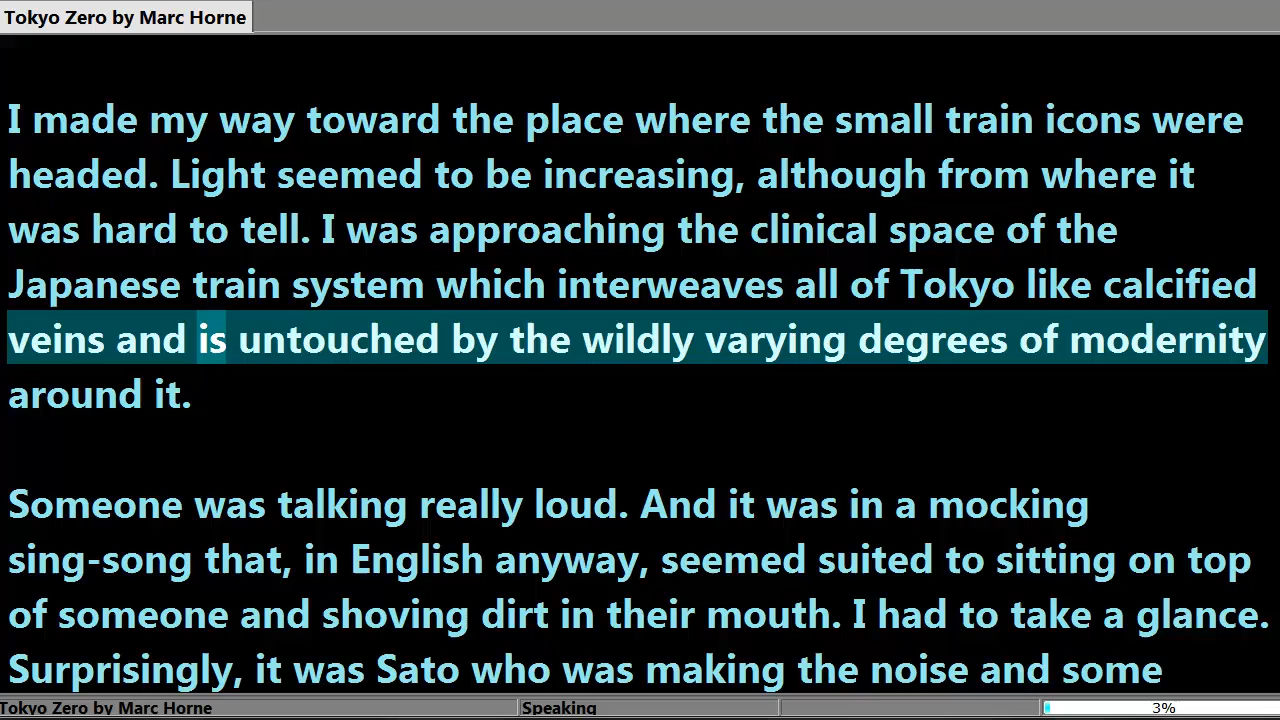 Tokyo Zero by Marc Horne
I made my way toward the place where the small train icons were
headed. Light seemed to be increasing, although from where it
was hard to tell. I was approaching the clinical space of the
Japanese train system which interweaves all of Tokyo like calcified
veins and is untouched by the wildly varying degrees of modernity
around it.
Someone was talking really loud. And it was in a mocking
sing-song that, in English anyway, seemed suited to sitting on top
of someone and shoving dirt in their mouth. I had to take a glance.
Surprisingly, it was Sato who was making the noise and some
Tokyo Zero by Marc Horne Speaking 3%